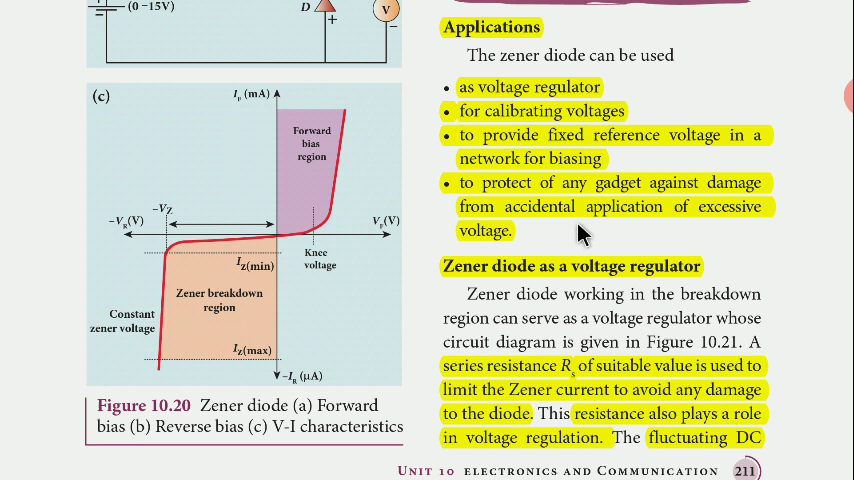 (0 –15V)
D
+
V
–
(c)
I_F (mA)
Forward
bias
region
–V_Z
–V_R(V)
V_F(V)
Knee
voltage
I_Z(min)
Zener breakdown
region
Constant
zener voltage
I_Z(max)
–I_R (μA)
Figure 10.20 Zener diode (a) Forward
bias (b) Reverse bias (c) V-I characteristics
Applications
The zener diode can be used
• as voltage regulator
• for calibrating voltages
• to provide fixed reference voltage in a
network for biasing
• to protect of any gadget against damage
from accidental application of excessive
voltage.
Zener diode as a voltage regulator
Zener diode working in the breakdown
region can serve as a voltage regulator whose
circuit diagram is given in Figure 10.21. A
series resistance R_s of suitable value is used to
limit the Zener current to avoid any damage
to the diode. This resistance also plays a role
in voltage regulation. The fluctuating DC
UNIT 10 ELECTRONICS AND COMMUNICATION 211